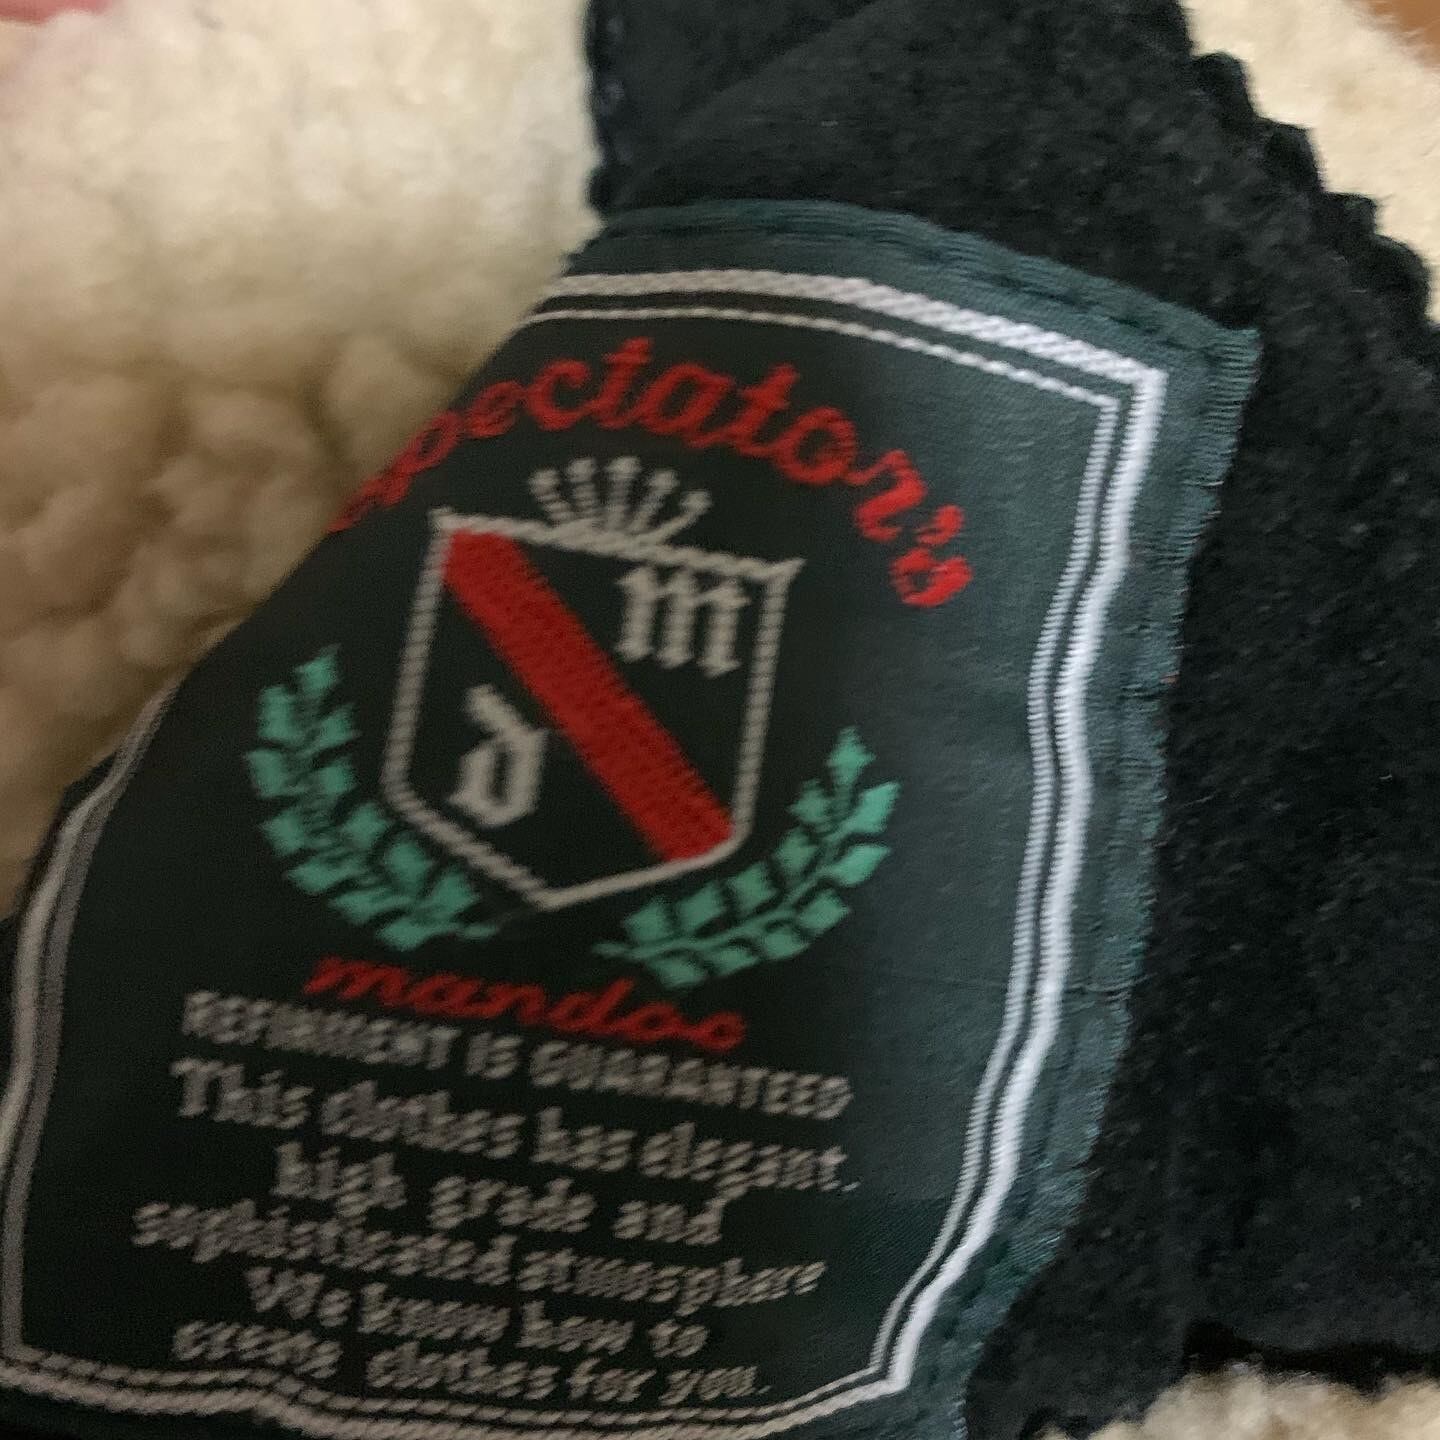 Spectator's
m
d
mandoo
REFINMENT IS GUARANTEED
This clothes has elegant.
high grade and
sophisticated atmosphere
We know how to
create clothes for you.